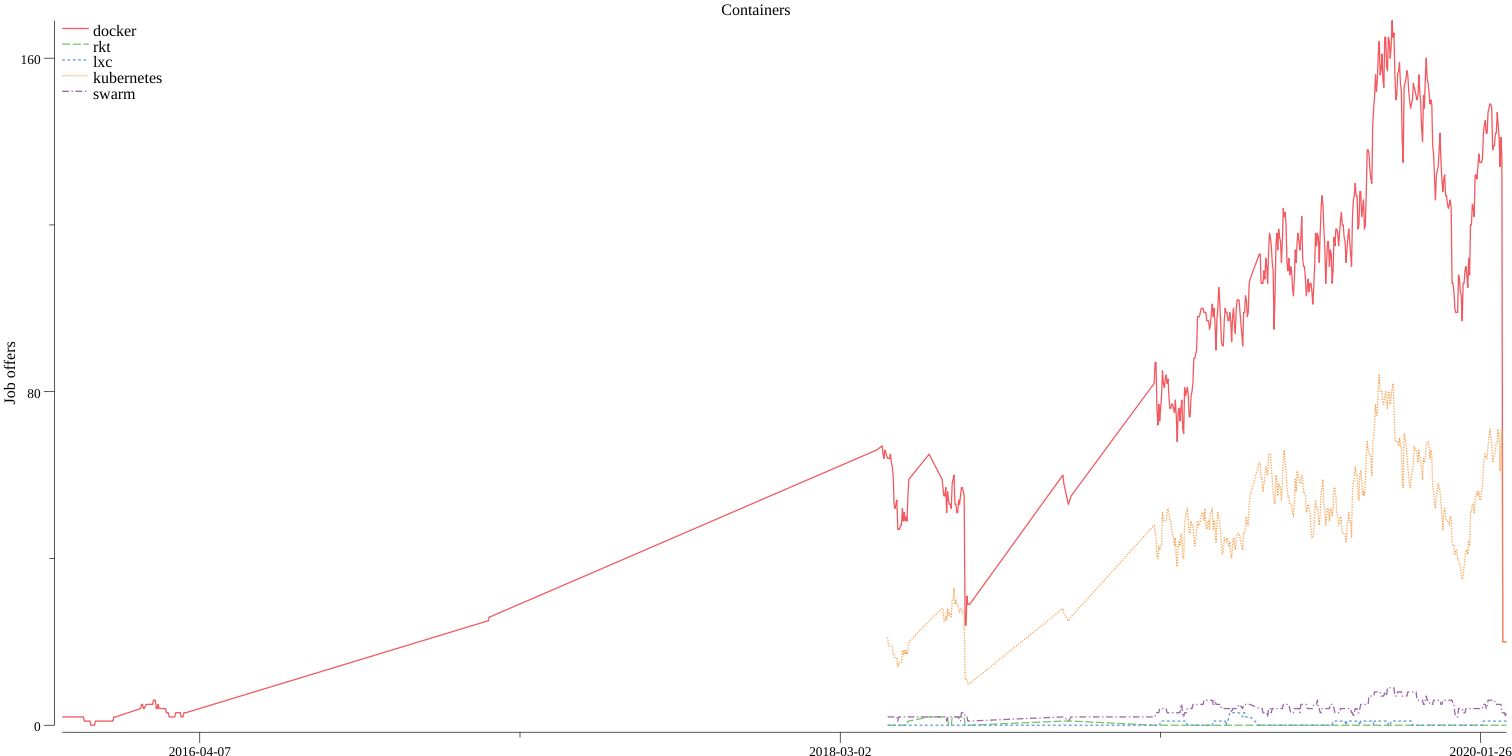 Containers
docker
rkt
lxc
kubernetes
swarm
160
80
0
Job offers
2016-04-07
2018-03-02
2020-01-26